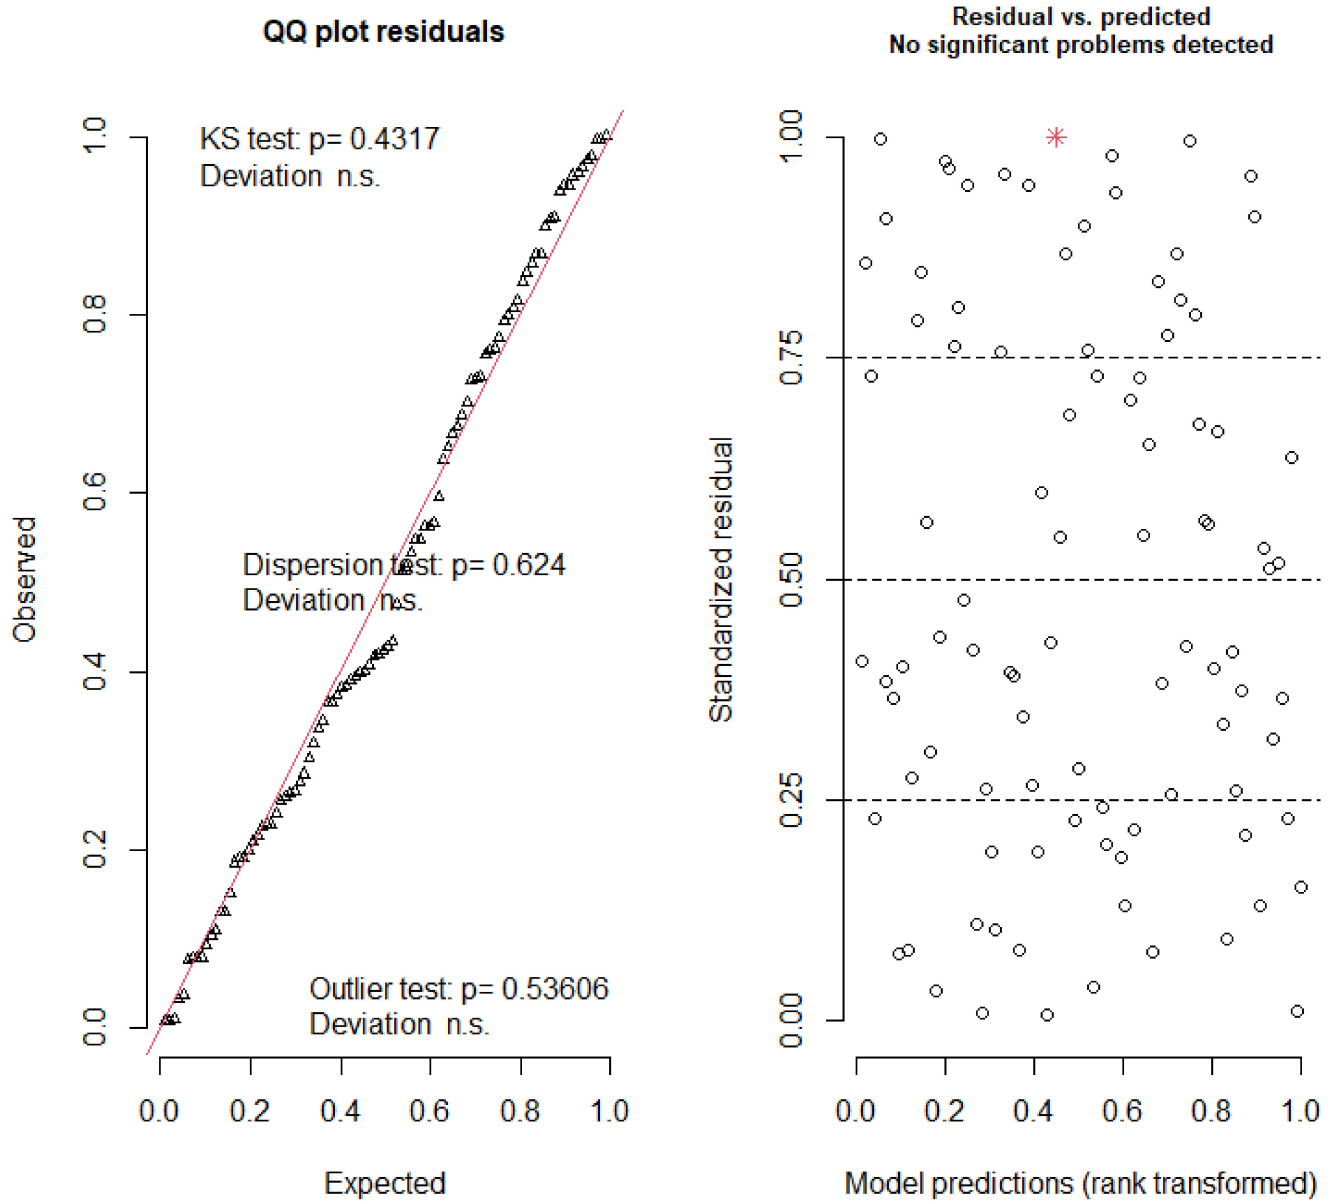 QQ plot residuals
KS test: p= 0.4317
Deviation n.s.
Dispersion test: p= 0.624
Deviation n.s.
Outlier test: p= 0.53606
Deviation n.s.
Observed
1.0
0.8
0.6
0.4
0.2
0.0
0.0 0.2 0.4 0.6 0.8 1.0
Expected
Residual vs. predicted
No significant problems detected
Standardized residual
1.00
0.75
0.50
0.25
0.00
0.0 0.2 0.4 0.6 0.8 1.0
Model predictions (rank transformed)